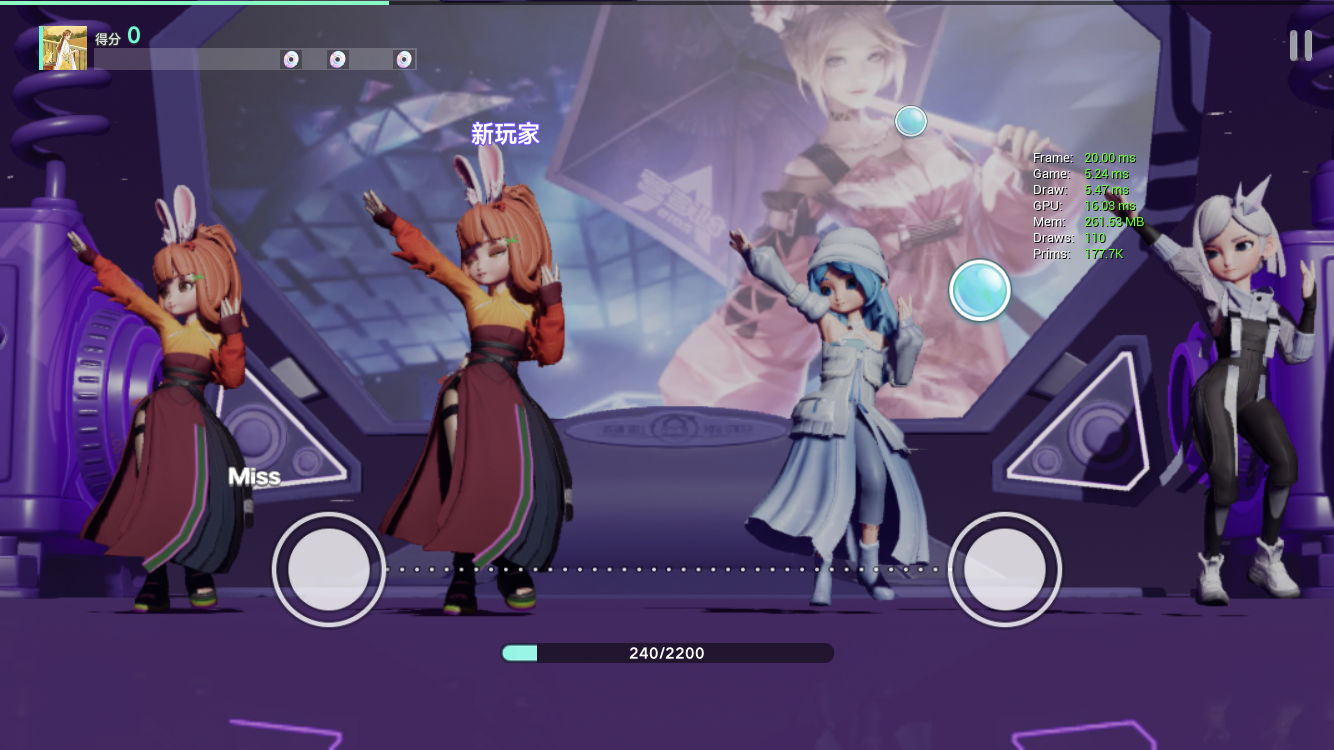 得分 0
新玩家
Frame: 20.00 ms
Game: 5.24 ms
Draw: 5.47 ms
GPU: 16.03 ms
Mem: 261.53 MB
Draws: 110
Prims: 177.7K
Miss
240/2200